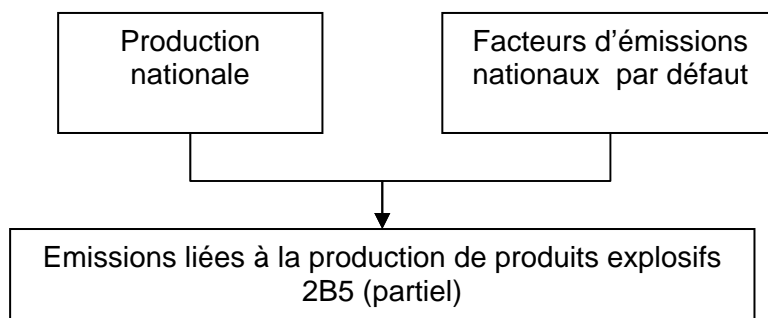 Production
nationale
Facteurs d’émissions
nationaux par défaut
Emissions liées à la production de produits explosifs
2B5 (partiel)